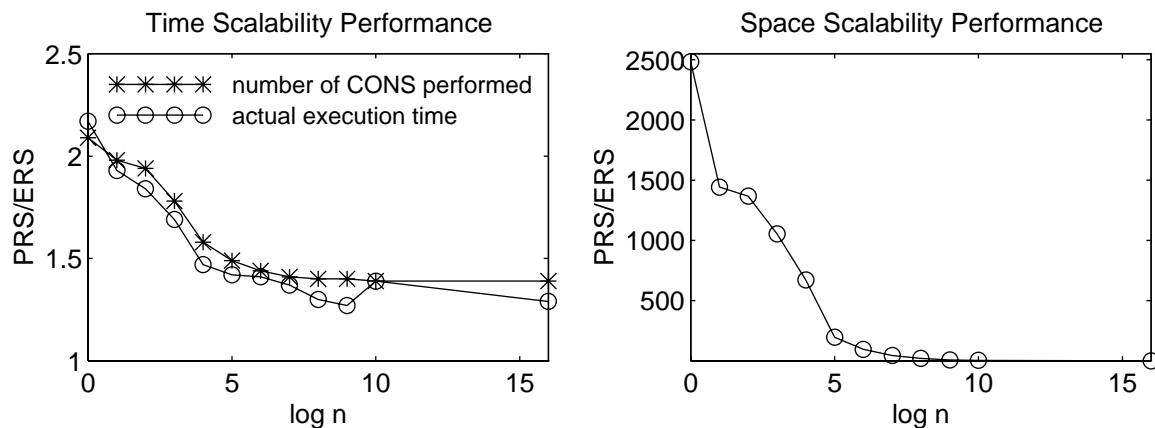 Time Scalability Performance
2.5
2
1.5
1
PRS/ERS
number of CONS performed
actual execution time
0
5
10
15
log n
Space Scalability Performance
2500
2000
1500
1000
500
PRS/ERS
0
5
10
15
log n